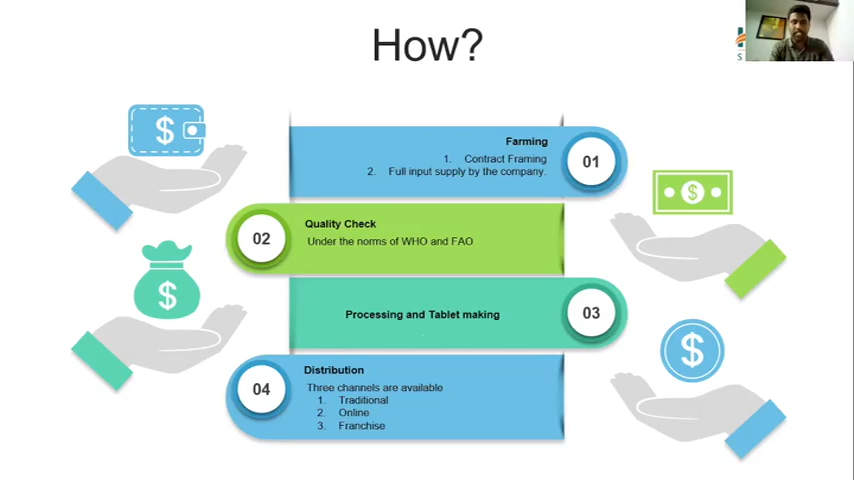 How?
Farming
1. Contract Framing
2. Full input supply by the company.
01
02
Quality Check
Under the norms of WHO and FAO
Processing and Tablet making
03
04
Distribution
Three channels are available
1. Traditional
2. Online
3. Franchise
$
$
$
$